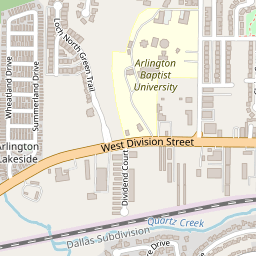 Wheatland Drive
Summerland Drive
Loch North Green Trail
Arlington
Baptist
University
West Division Street
Arlington
Lakeside
Dividend Court
Quartz Creek
Dallas Subdivision
e Drive